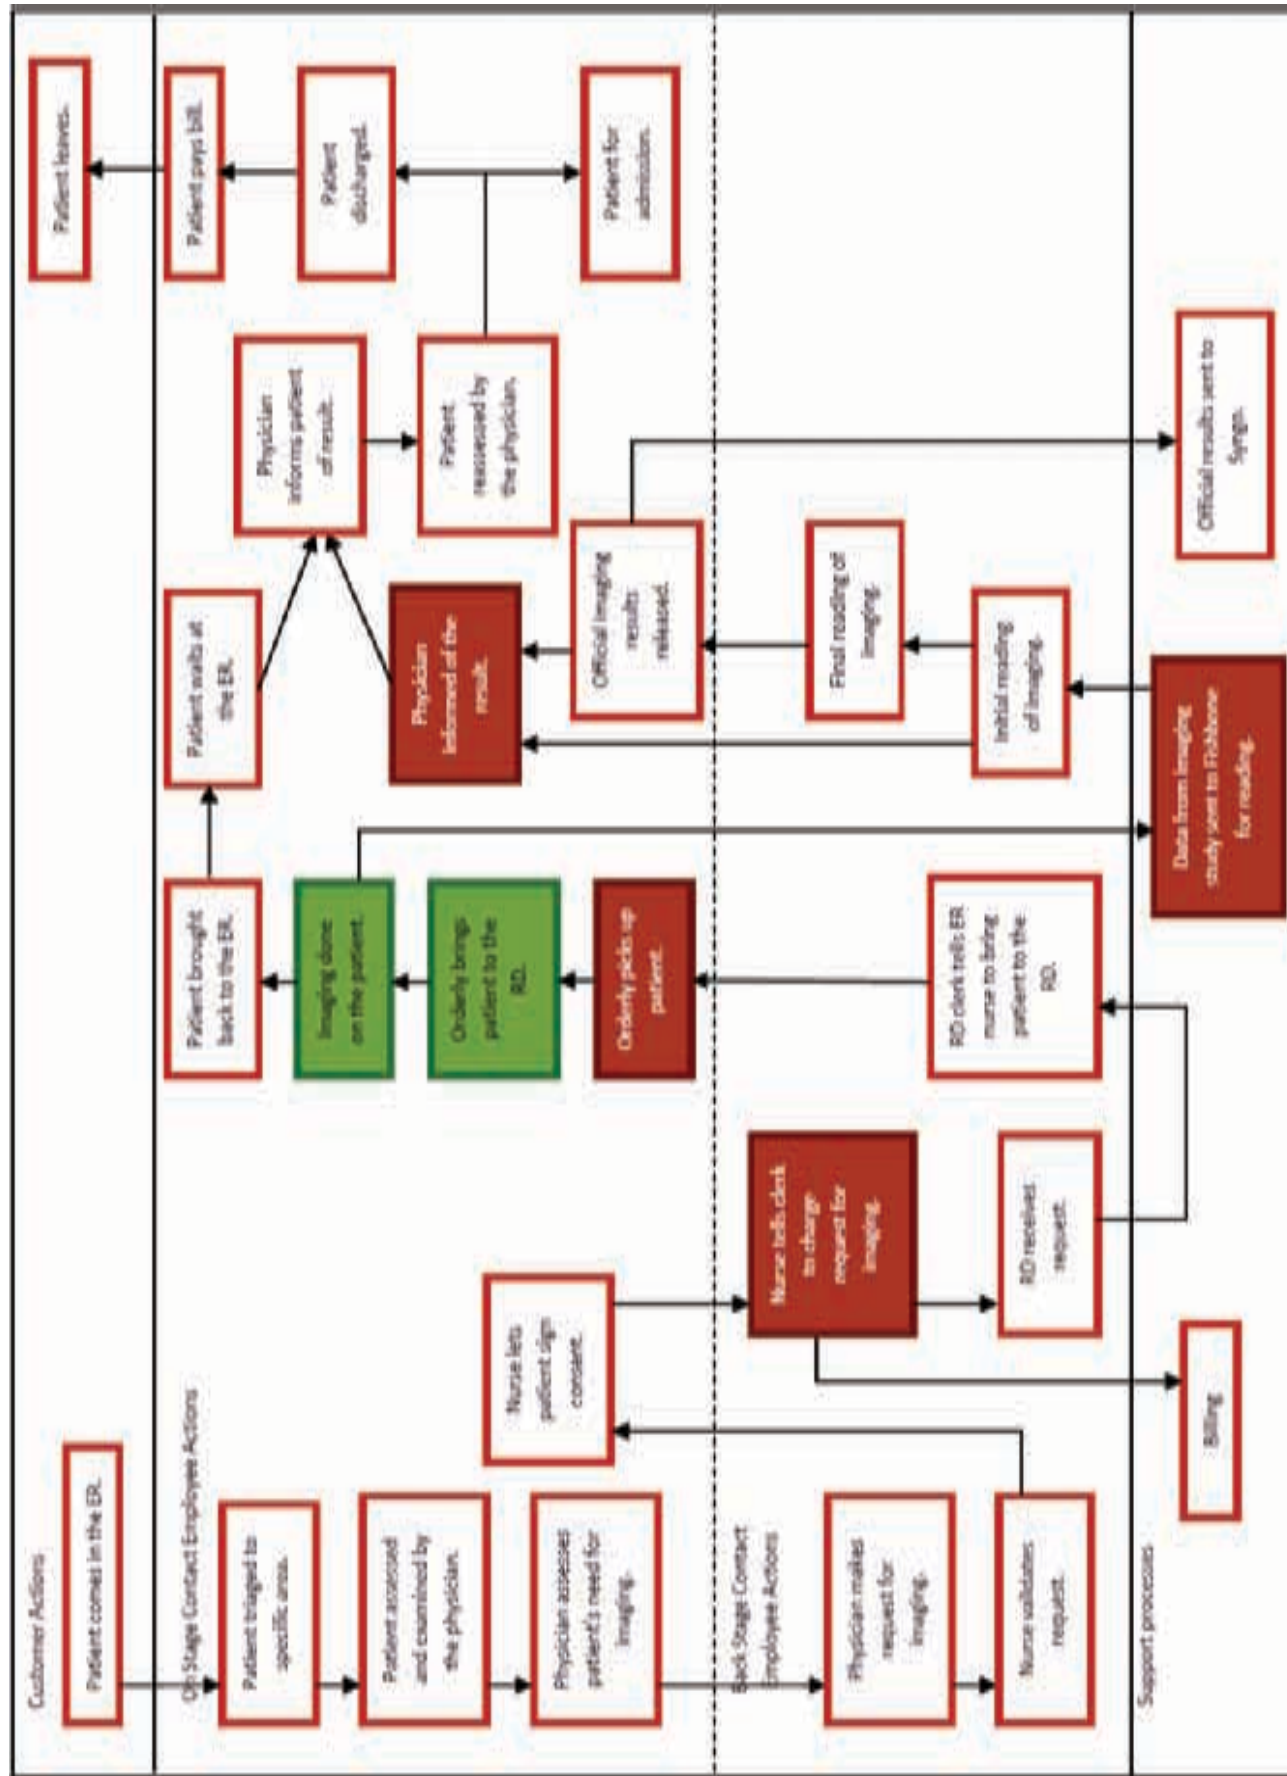 Customer Actions
Patient comes in the ER.
Patient leaves.
On Stage Contact Employee Actions
Patient triaged to
specific area.
Patient assessed
and examined by
the physician.
Physician assesses
patient's need for
imaging.
Nurse lets
patient sign
consent.
Patient brought
back to the ER.
Imaging done
on the patient.
Orderly brings
patient to the
RD.
Orderly picks up
patient.
Patient waits at
the ER.
Physician
informed of the
result.
Official imaging
results
released.
Physician
informs patient
of result.
Patient
reassessed by
the physician.
Patient pays bill.
Patient
discharged.
Patient for
admission.
Back Stage Contact
Employee Actions
Physician makes
request for
imaging.
Nurse validates
request.
Nurse tells clerk
to charge
request for
imaging.
RD receives
request.
RD clerk tells ER
nurse to bring
patient to the
RD.
Final reading of
imaging.
Initial reading
of imaging.
Support processes
Billing
Data from imaging
study sent to Fishbone
for reading.
Official results sent to
Syngo.